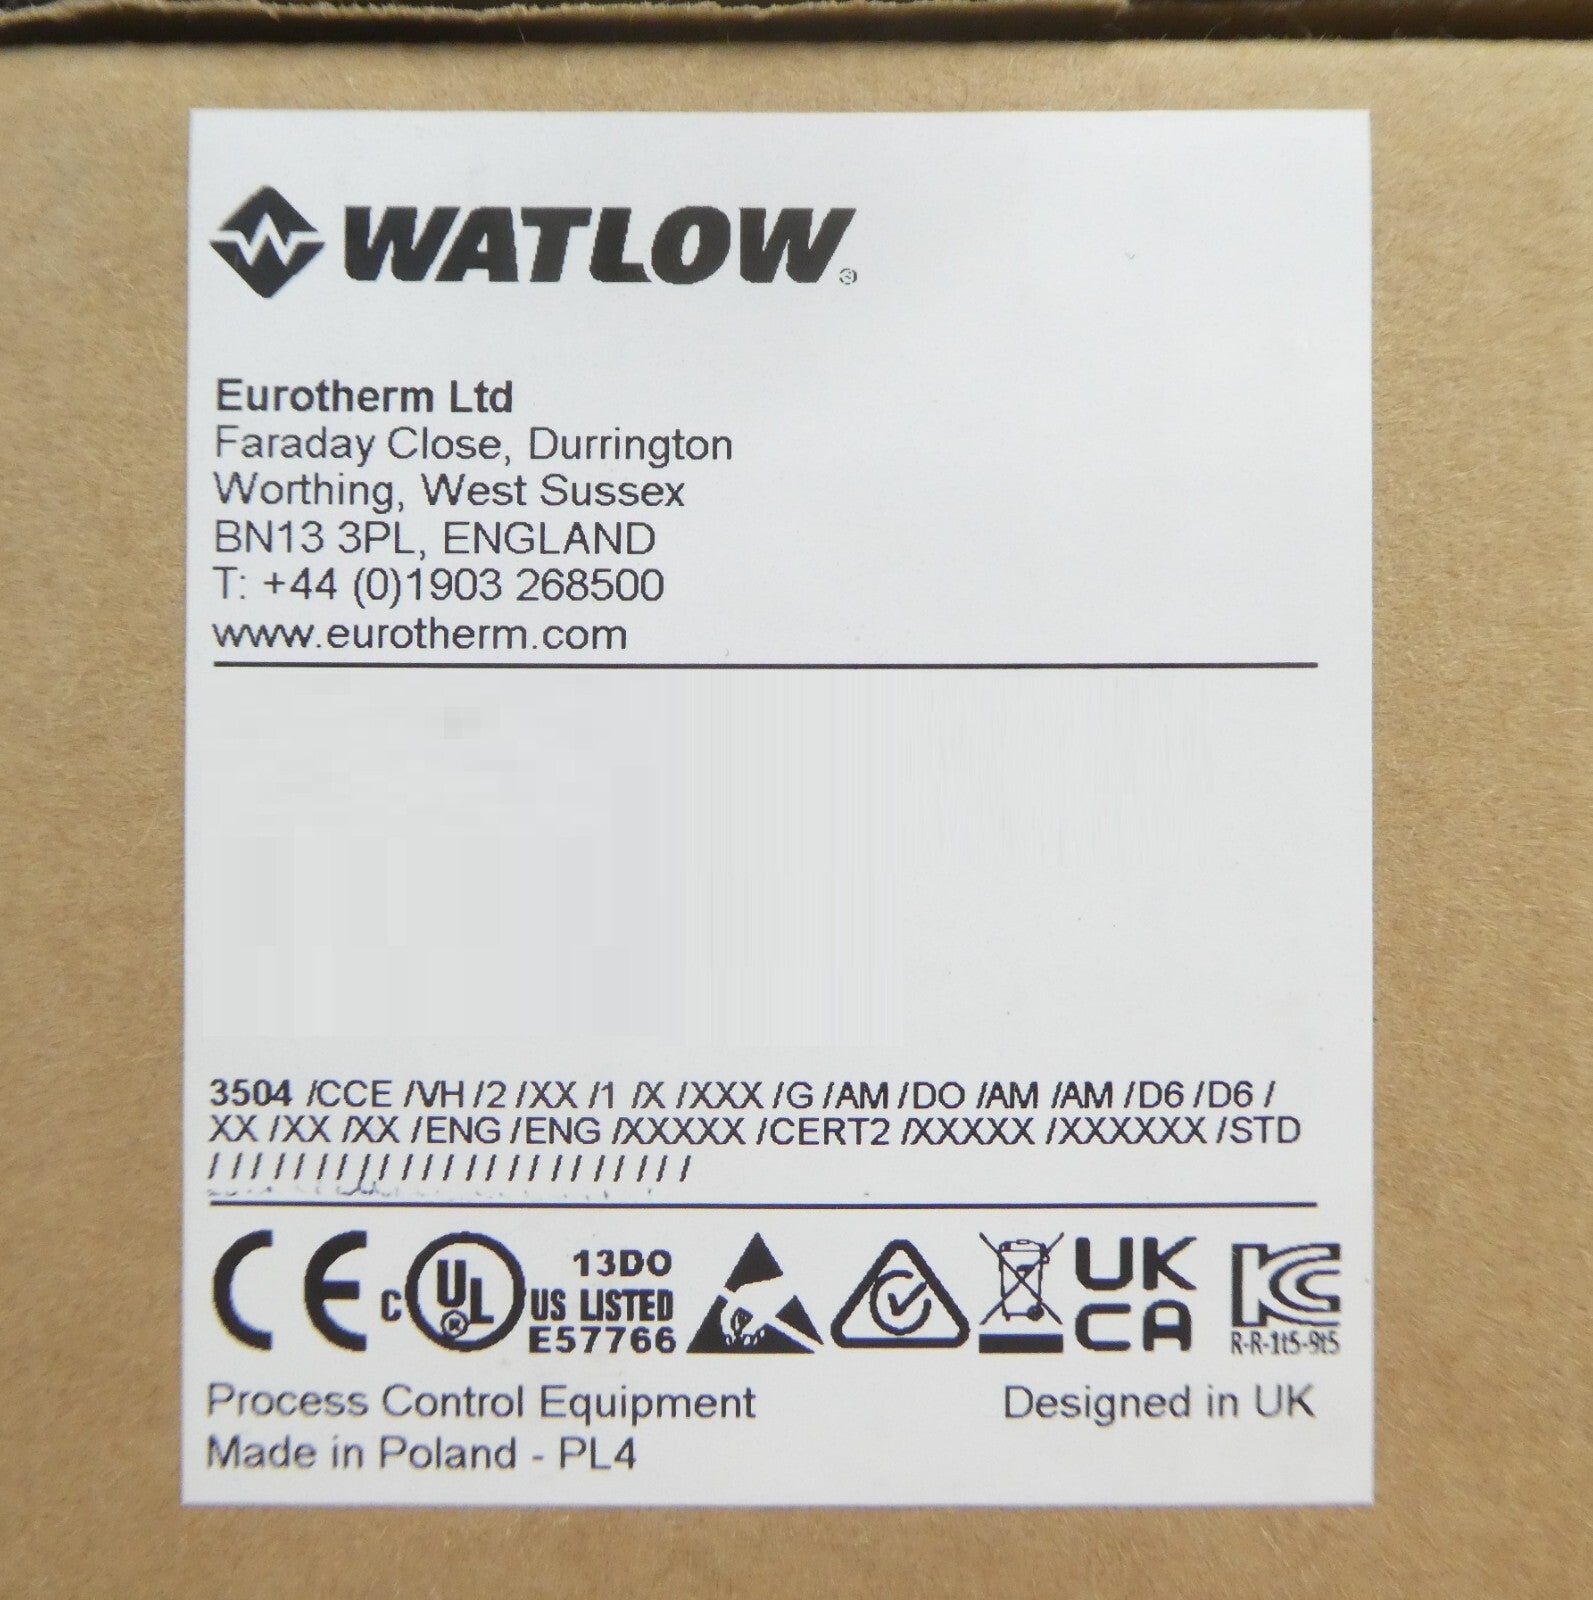 WATLOW®
Eurotherm Ltd
Faraday Close, Durrington
Worthing, West Sussex
BN13 3PL, ENGLAND
T: +44 (0)1903 268500
www.eurotherm.com
3504 /CCE /VH /2 /XX /1 /X /XXX /G /AM /DO /AM /AM /D6 /D6 /
XX /XX /XX /ENG /ENG /XXXXX /CERT2 /XXXXX /XXXXXX /STD
/ / / / / / / / / / / / / / / / / / / / / / /
CE C UL® US LISTED 13DO E57766 UK CA KC
R-R-1t5-9t5
Process Control Equipment Designed in UK
Made in Poland - PL4